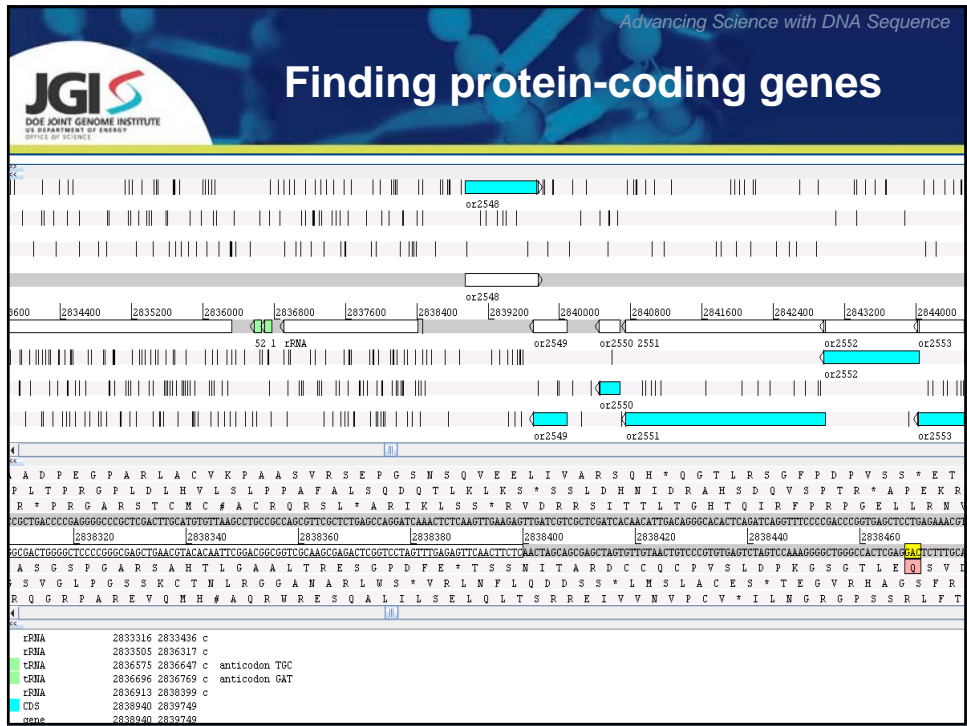 Advancing Science with DNA Sequence
JGI
DOE JOINT GENOME INSTITUTE
US DEPARTMENT OF ENERGY
OFFICE OF SCIENCE
Finding protein-coding genes
or2548
or2548
3600 2834400 2835200 2836000 2836800 2837600 2838400 2839200 2840000 2840800 2841600 2842400 2843200 2844000
52 1 rRNA or2549 or2550 2551 or2552 or2553
or2552
or2550
or2549 or2551 or2553
A D P E G P A R L A C V K P A A S V R S E P G S N S Q V E E L I V A R S Q H * Q G T L R S G F P D P V S S * E T
P L T P R G P L D L H V L S L P P A F A L S Q D Q T L K L K S * S S L D H N I D R A H S D Q V S P T R * A P E K R
R * P R G A R S T C M C # A C R Q R S L * A R I K L S S * R V D R S I T T L T G H T Q I R F P R P G E L L R N V
2838320 2838340 2838360 2838380 2838400 2838420 2838440 2838460
A S G S P G A R S A H T L G A A L T R E S G P D F E * T S S N I T A R D C C Q C P V S L D P K G S G T L E Q S V D
S V G L P G S S K C T N L R G G A N A R L W S * V R L N F L Q D D S S * L M S L A C E S * T E G V R H A G S F R
R Q G R P A R E V Q M H # A Q R W R E S Q A L I L S E L Q L T S R R E I V V N V P C V * I L N G R G P S S R L F T
rRNA 2833316 2833436 c
rRNA 2833505 2836317 c
tRNA 2836575 2836647 c anticodon TGC
tRNA 2836696 2836769 c anticodon GAT
rRNA 2836913 2838399 c
CDS 2838940 2839749
gene 2838940 2839749